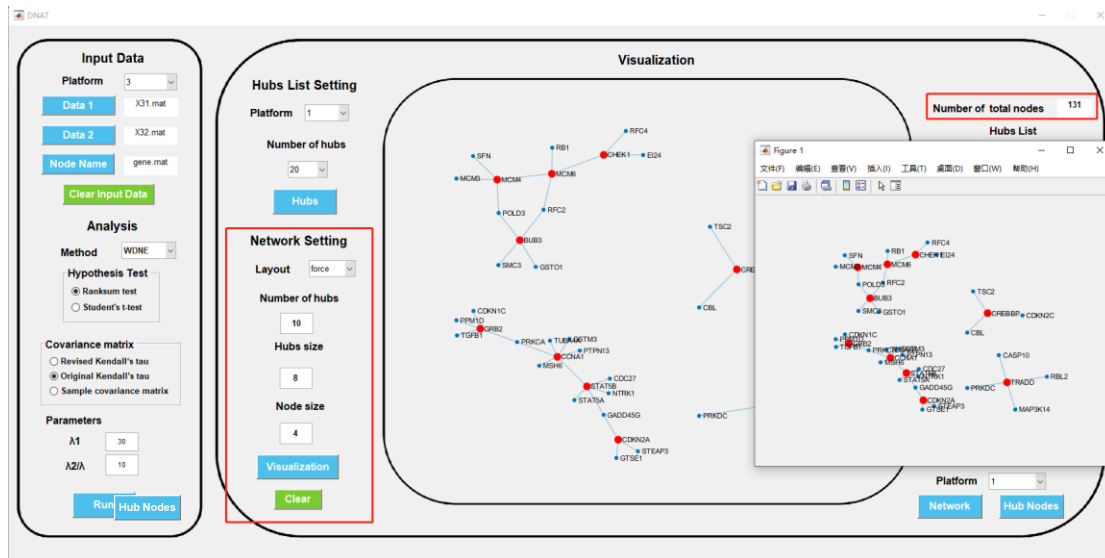 DNAT
Input Data
Platform 3
Data 1 X31.mat
Data 2 X32.mat
Node Name gene.mat
Clear Input Data
Analysis
Method WDNE
Hypothesis Test
Ranksum test
Student's t-test
Covariance matrix
Revised Kendall's tau
Original Kendall's tau
Sample covariance matrix
Parameters
λ1 30
λ2/λ 10
Run
Hub Nodes
Hubs List Setting
Platform 1
Number of hubs
20
Hubs
Network Setting
Layout force
Number of hubs
10
Hubs size
8
Node size
4
Visualization
Clear
Visualization
RFC4
RB1
SFN
CHEK1
EI24
MCM3
MCM4
MCM6
POLD3
RFC2
BUB3
SMC3
GSTO1
TSC2
CRE
CBL
CDKN1C
PPM1D
GRB2
TGFB1
PRKCA
PTPN13
CCNA1
MSH6
CDC27
STAT5B
NTRK1
STAT5A
GADD45G
PRKDC
CDKN2A
STEAP3
GTSE1
Number of total nodes 131
Hubs List
Figure 1
文件(F) 编辑(E) 查看(V) 插入(I) 工具(T) 桌面(D) 窗口(W) 帮助(H)
RFC4
RB1
SFN
MCM4
MCM6
RFC2
BUB3
GSTO1
TSC2
CREBBP
CDKN2C
CBL
CDKN1C
CASP10
PTPN13
CCNA1
CDC27
NTRK1
STAT5A
GADD45G
RBL2
TRADD
PRKDC
CDKN2A
STEAP3
GTSE1
MAP3K14
Platform 1
Network
Hub Nodes